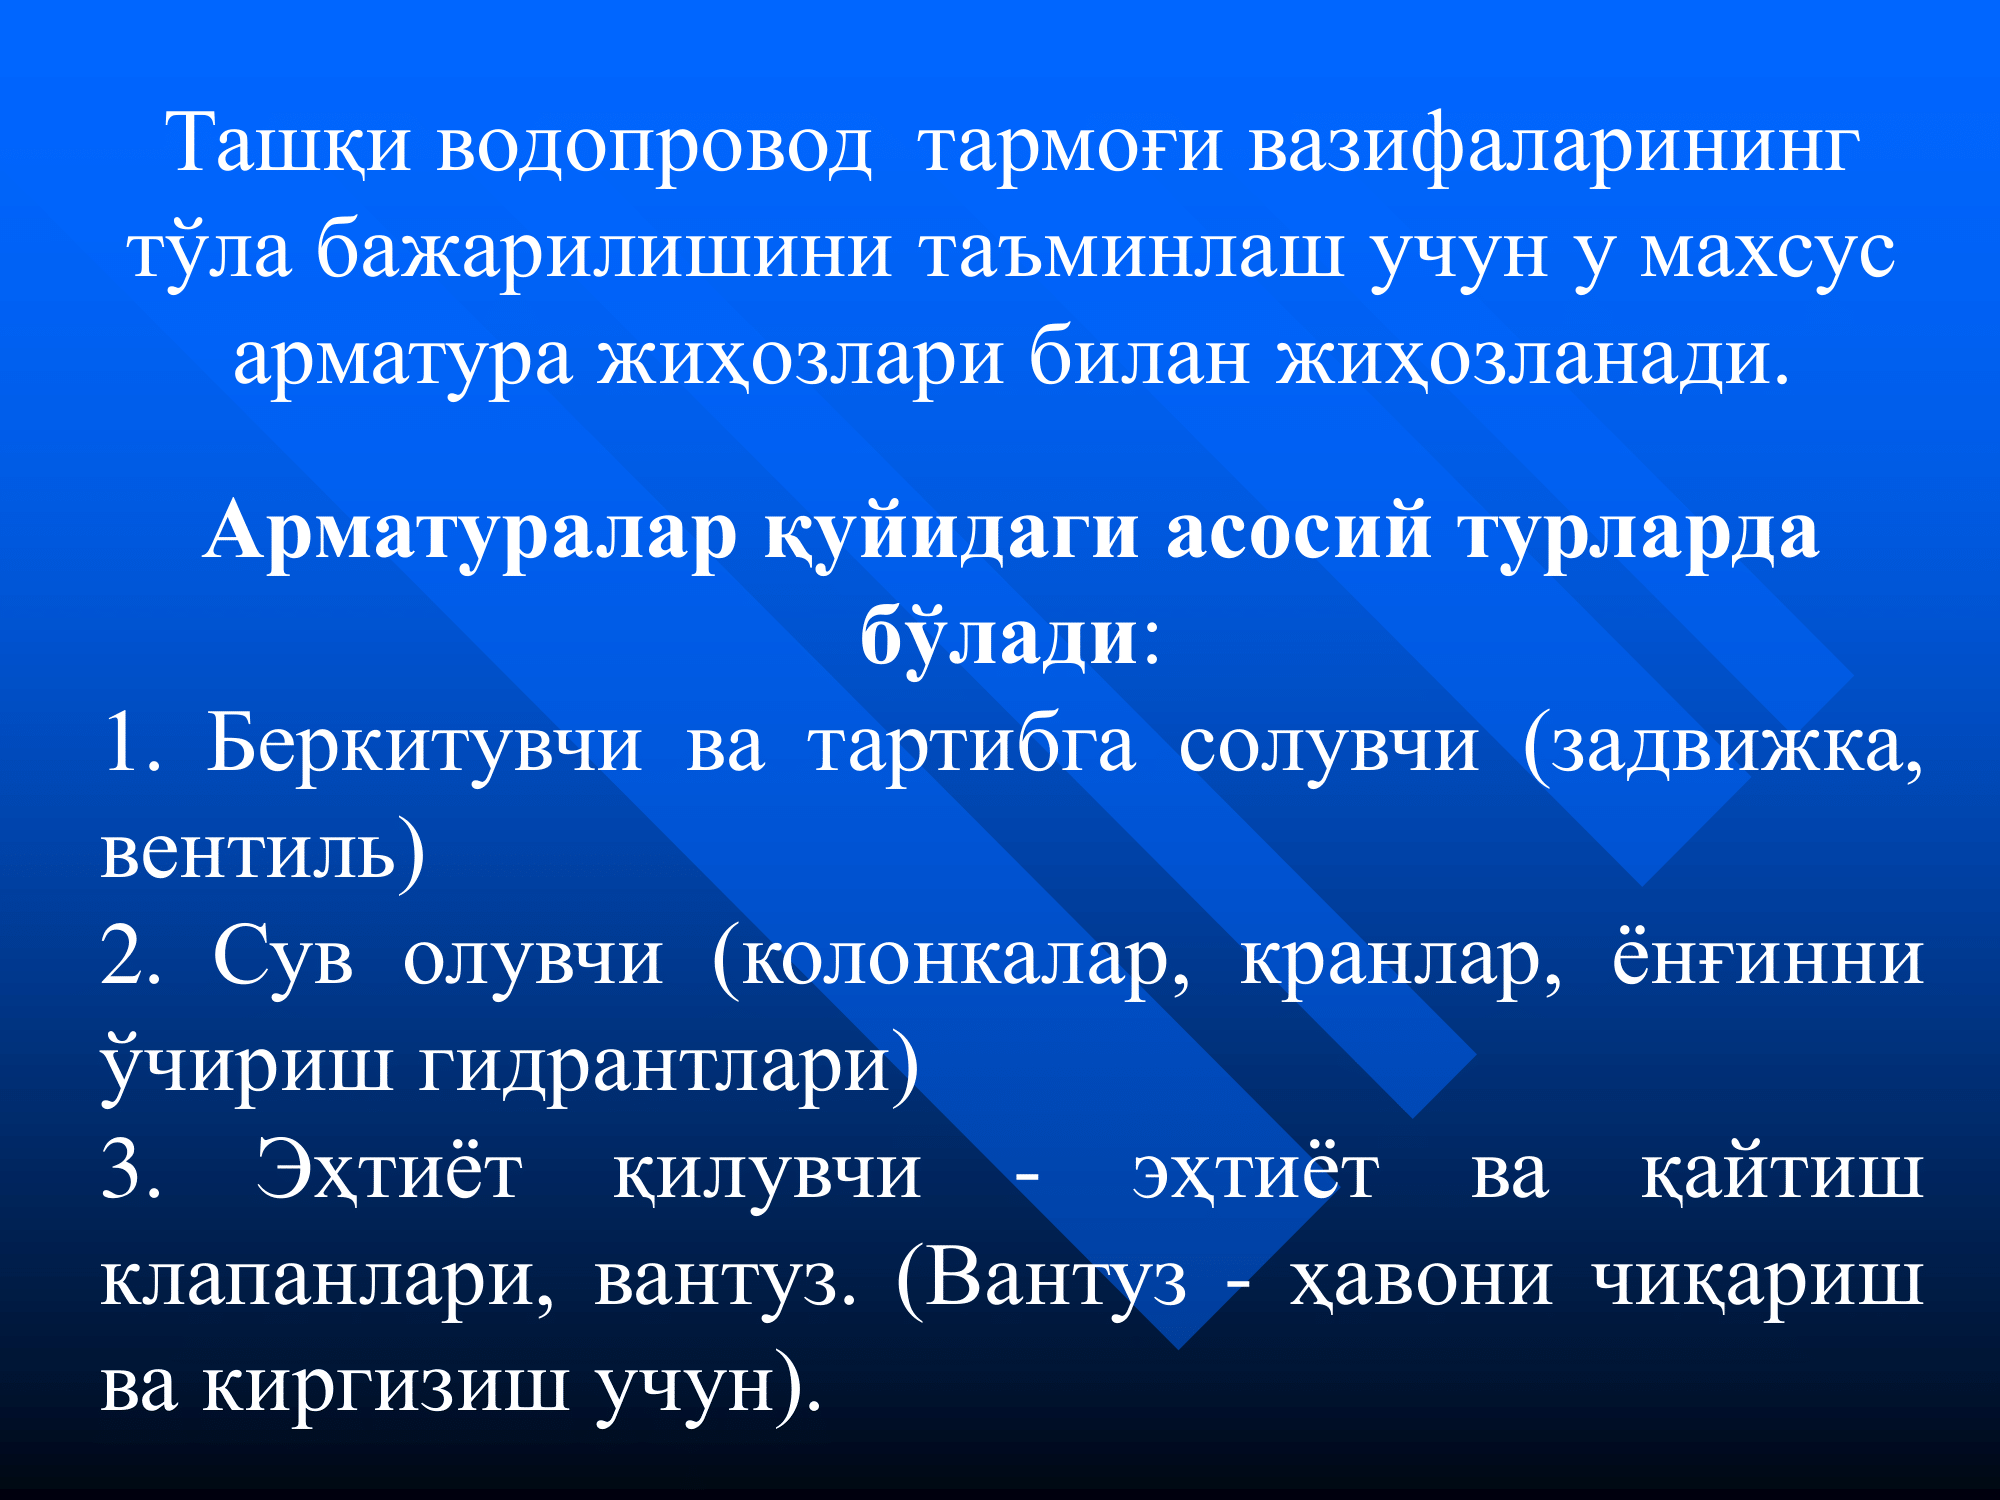 Ташқи водопровод  тармоғи вазифаларининг
тўла бажарилишини таъминлаш учун у махсус
арматура жиҳозлари билан жиҳозланади.
Арматуралар қуйидаги асосий турларда
бўлади:
1. Беркитувчи ва тартибга солувчи (задвижка,
вентиль)
2. Сув олувчи (колонкалар, кранлар, ёнғинни
ўчириш гидрантлари)
3. Эҳтиёт қилувчи - эҳтиёт ва қайтиш
клапанлари, вантуз. (Вантуз - ҳавони чиқариш
ва киргизиш учун).